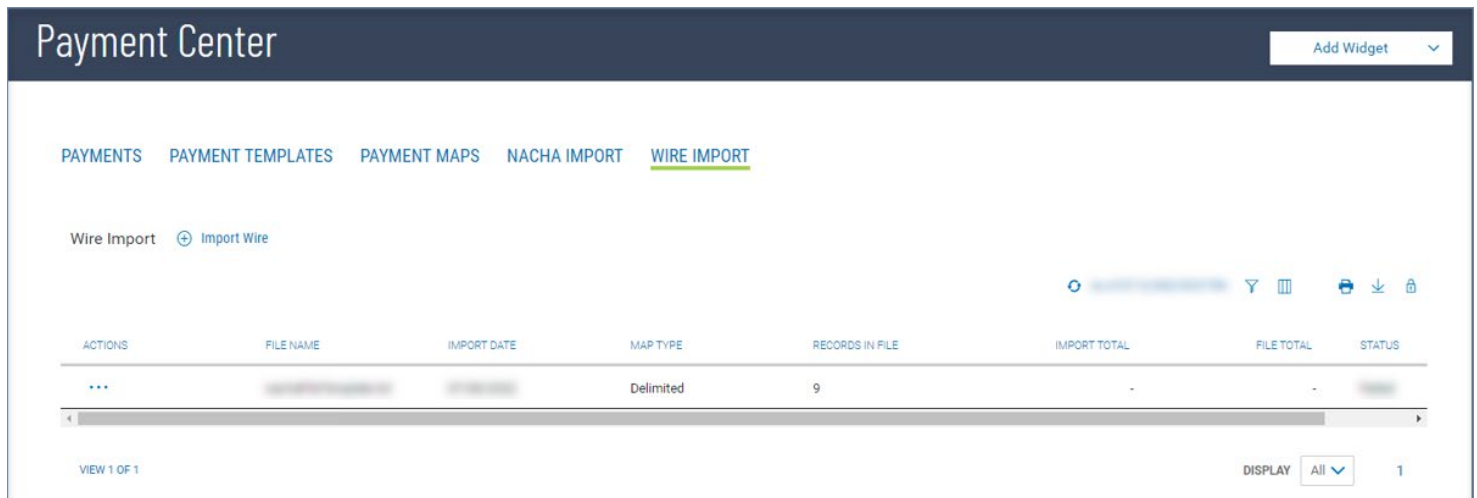 Payment Center
Add Widget
PAYMENTS PAYMENT TEMPLATES PAYMENT MAPS NACHA IMPORT WIRE IMPORT
Wire Import Import Wire
ACTIONS FILE NAME IMPORT DATE MAP TYPE RECORDS IN FILE IMPORT TOTAL FILE TOTAL STATUS
... Delimited 9 - -
VIEW 1 OF 1 DISPLAY All 1